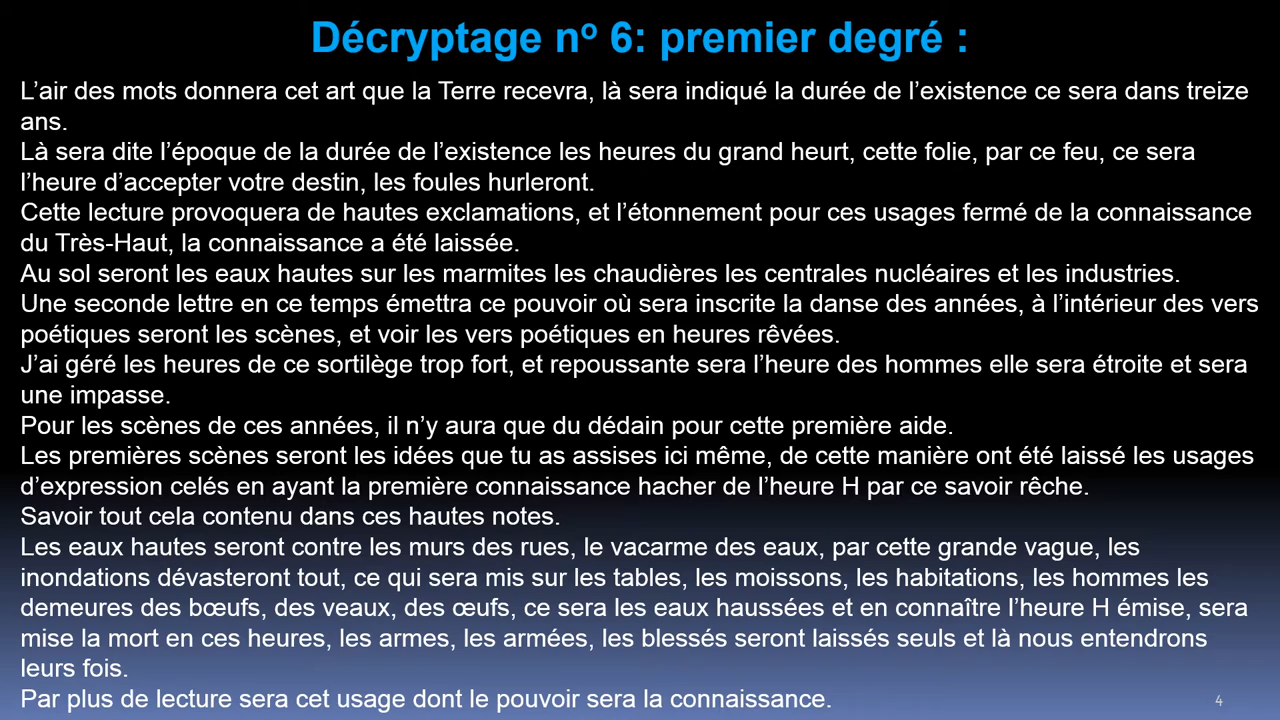 Décryptage nº 6: premier degré :
L’air des mots donnera cet art que la Terre recevra, là sera indiqué la durée de l’existence ce sera dans treize
ans.
Là sera dite l’époque de la durée de l’existence les heures du grand heurt, cette folie, par ce feu, ce sera
l’heure d’accepter votre destin, les foules hurleront.
Cette lecture provoquera de hautes exclamations, et l’étonnement pour ces usages fermé de la connaissance
du Très-Haut, la connaissance a été laissée.
Au sol seront les eaux hautes sur les marmites les chaudières les centrales nucléaires et les industries.
Une seconde lettre en ce temps émettra ce pouvoir où sera inscrite la danse des années, à l’intérieur des vers
poétiques seront les scènes, et voir les vers poétiques en heures rêvées.
J’ai géré les heures de ce sortilège trop fort, et repoussante sera l’heure des hommes elle sera étroite et sera
une impasse.
Pour les scènes de ces années, il n’y aura que du dédain pour cette première aide.
Les premières scènes seront les idées que tu as assises ici même, de cette manière ont été laissé les usages
d’expression celés en ayant la première connaissance hacher de l’heure H par ce savoir rêche.
Savoir tout cela contenu dans ces hautes notes.
Les eaux hautes seront contre les murs des rues, le vacarme des eaux, par cette grande vague, les
inondations dévasteront tout, ce qui sera mis sur les tables, les moissons, les habitations, les hommes les
demeures des bœufs, des veaux, des œufs, ce sera les eaux haussées et en connaître l’heure H émise, sera
mise la mort en ces heures, les armes, les armées, les blessés seront laissés seuls et là nous entendrons
leurs fois.
Par plus de lecture sera cet usage dont le pouvoir sera la connaissance.
4